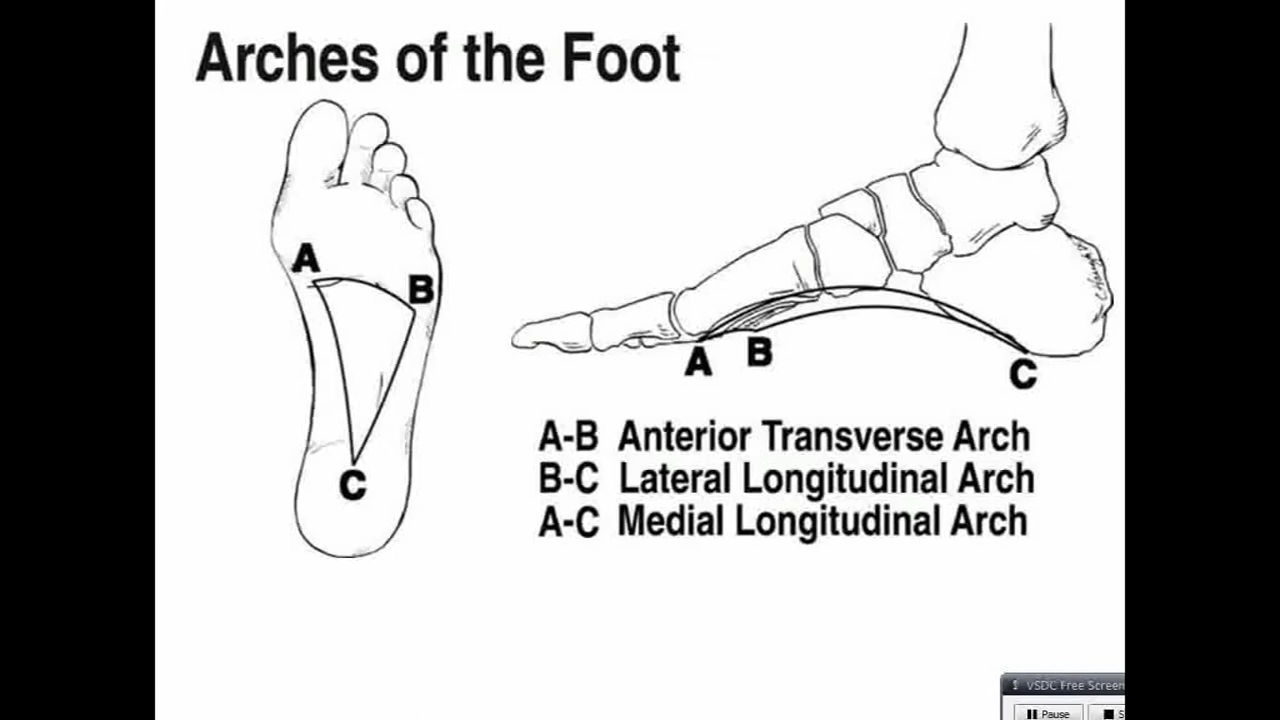 Arches of the Foot
A
B
C
A B
C
A-B Anterior Transverse Arch
B-C Lateral Longitudinal Arch
A-C Medial Longitudinal Arch
VSDC Free Screen
Pause
S